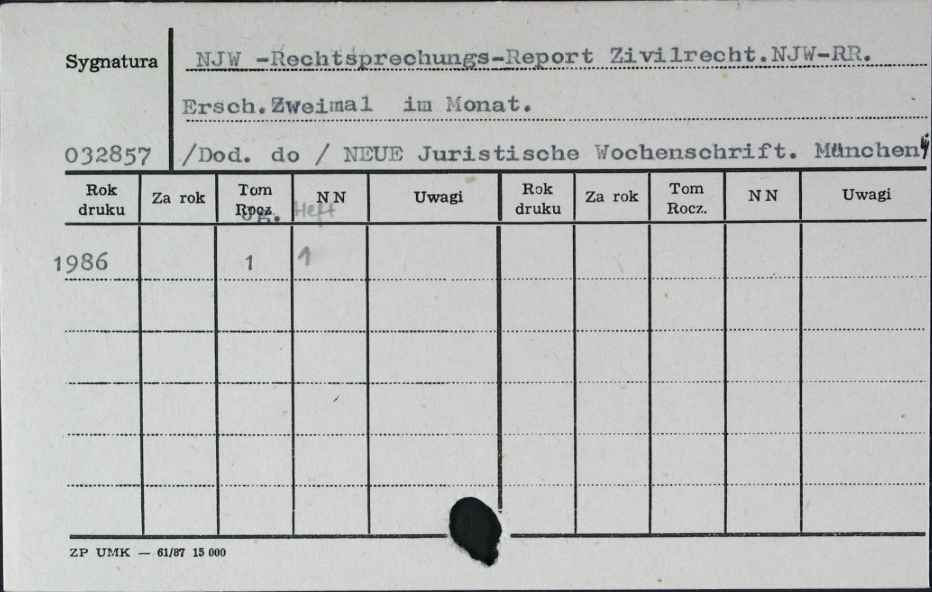 Sygnatura NJW -Rechtsprechungs-Report Zivilrecht.NJW-RR.
Ersch.Zweimal im Monat.
032857 /Dod. do / NEUE Juristische Wochenschrift. München
Rok druku Za rok Tom Rocz. Jg. NN Heft Uwagi Rok druku Za rok Tom Rocz. NN Uwagi
1986 1 1
ZP UMK — 61/87 15 000